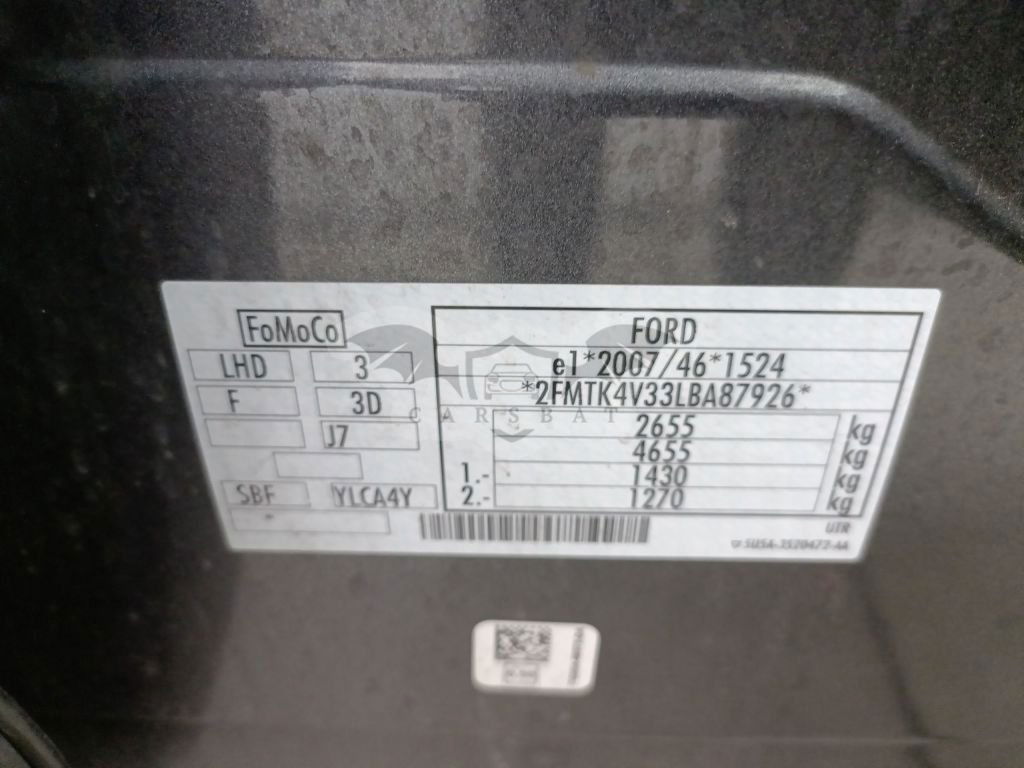 FoMoCo
LHD 3
F 3D
J7
SBF YLCA4Y
FORD
e1*2007/46*1524
*2FMTK4V33LBA87926*
2655 kg
4655 kg
1.- 1430 kg
2.- 1270 kg
UTR
CARSBAT